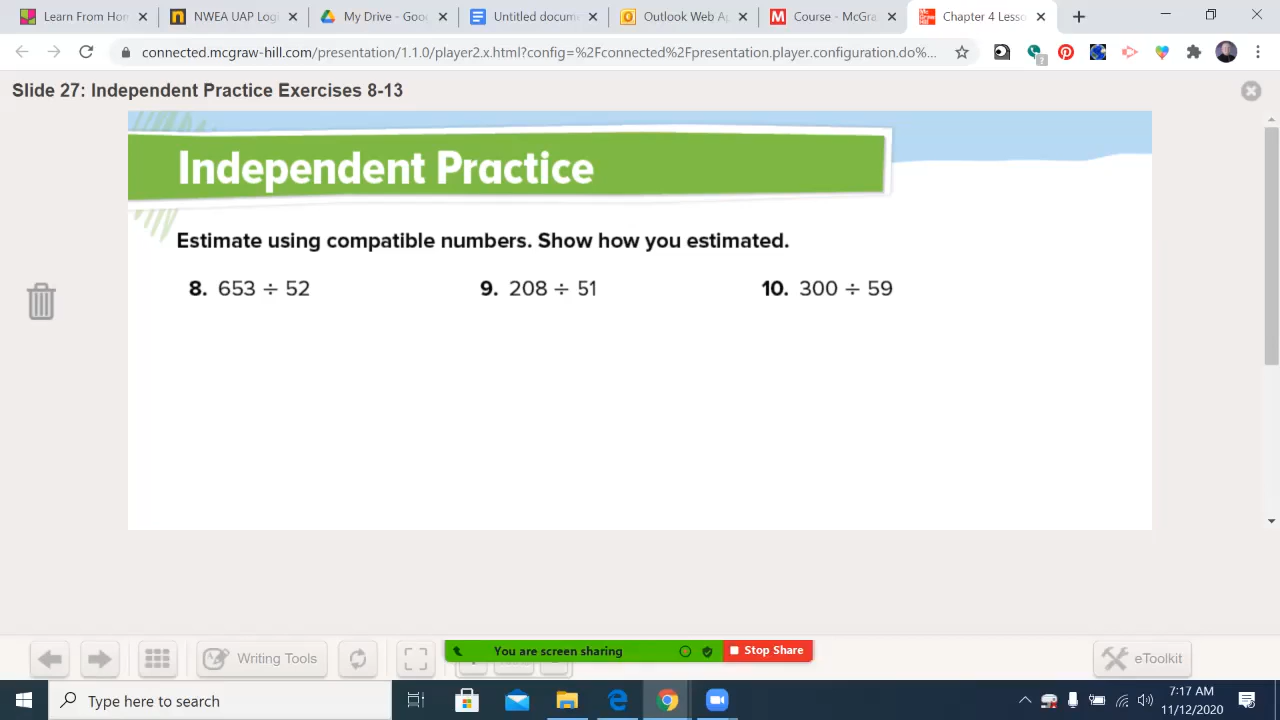 Learn From Hom
NWEA UAP Log
My Drive - Goo
Untitled docum
Outlook Web
Course - McGra
Chapter 4 Lesso
connected.mcgraw-hill.com/presentation/1.1.0/player2.x.html?config=%2Fconnected%2Fpresentation.player.configuration.do%...
Slide 27: Independent Practice Exercises 8-13
Independent Practice
Estimate using compatible numbers. Show how you estimated.
8. 653 ÷ 52 9. 208 ÷ 51 10. 300 ÷ 59
Writing Tools
You are screen sharing
Stop Share
eToolkit
Type here to search
7:17 AM
11/12/2020